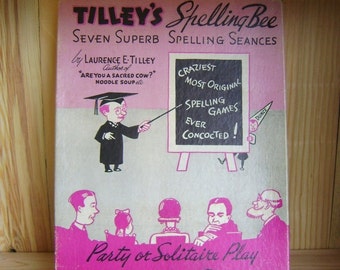 TILLEY'S Spelling Bee
SEVEN SUPERB SPELLING SEANCES
by LAURENCE E. TILLEY
Author of
"ARE YOU A SACRED COW?"
NOODLE SOUP etc
CRAZIEST
MOST ORIGINAL
SPELLING
GAMES
EVER
CONCOCTED!
Party or Solitaire Play